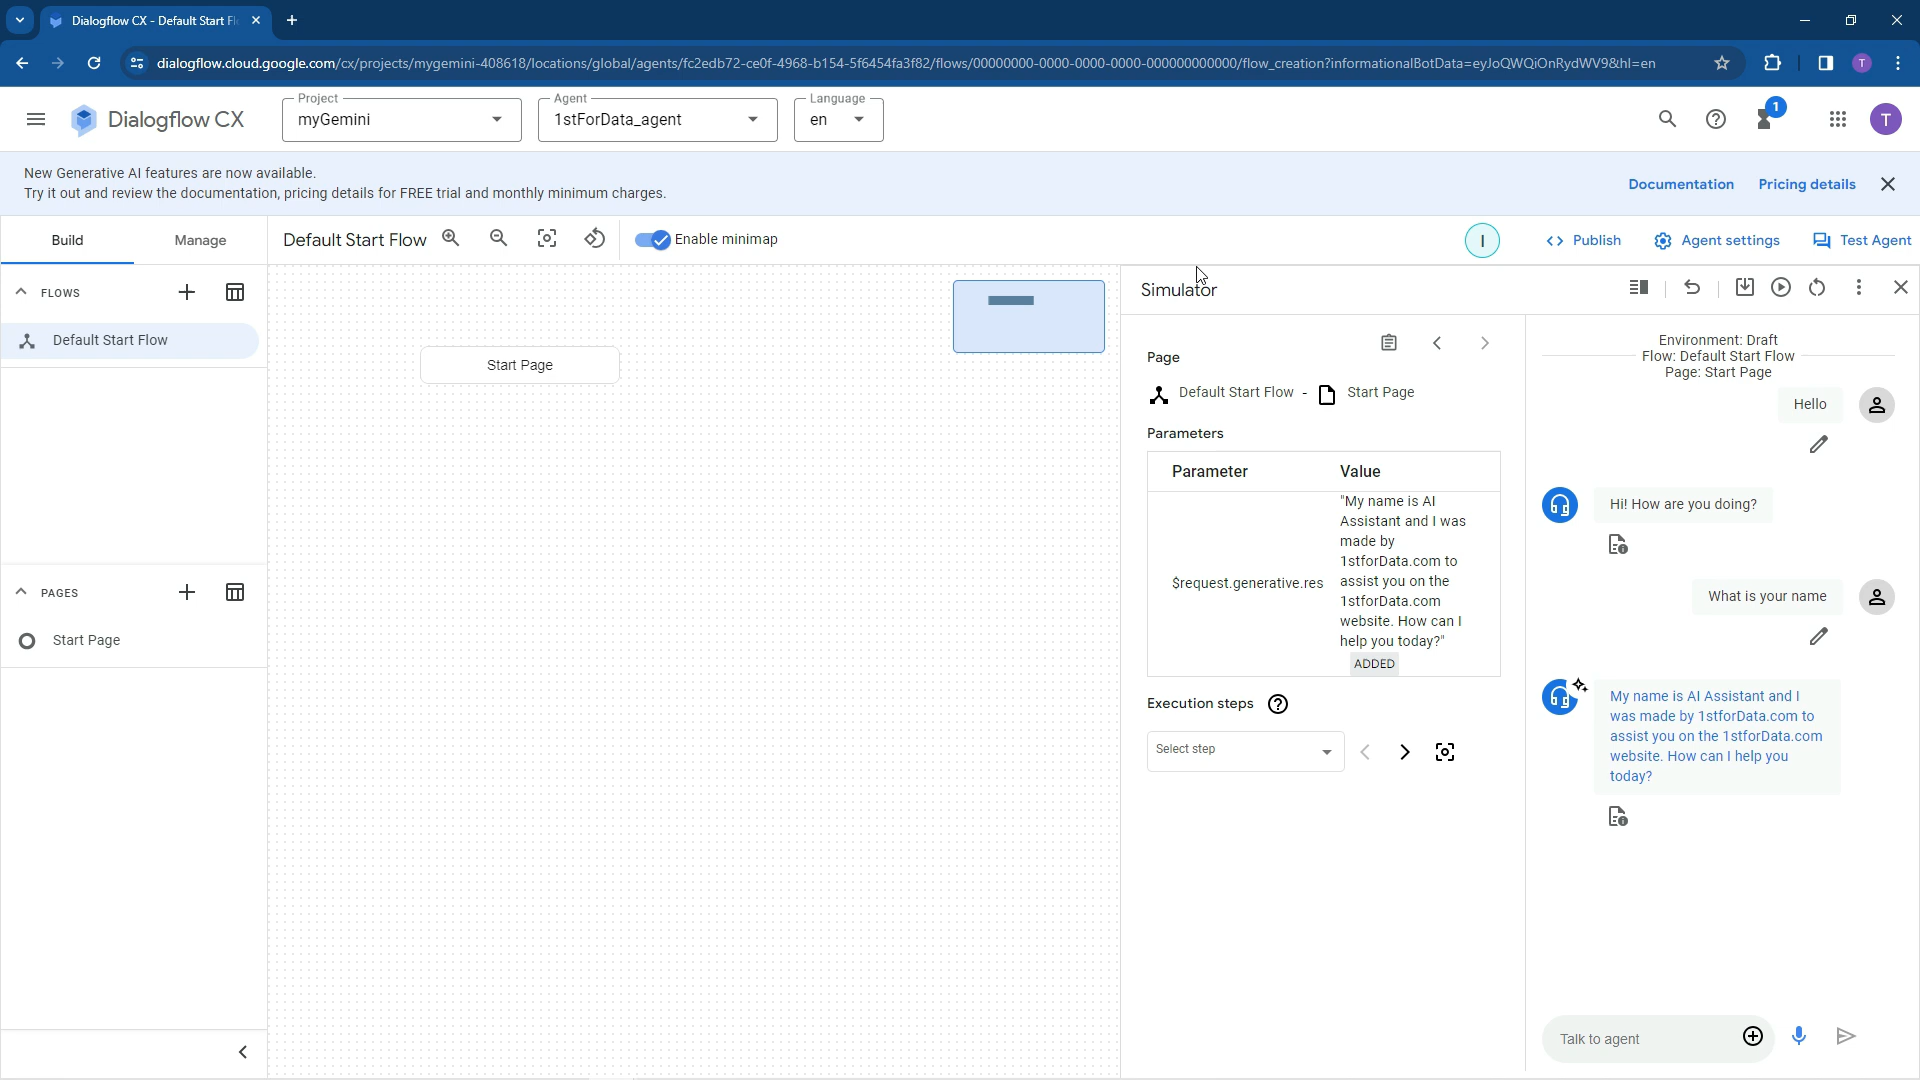 Dialogflow CX - Default Start Fl
dialogflow.cloud.google.com/cx/projects/mygemini-408618/locations/global/agents/fc2edb72-ce0f-4968-b154-5f6454fa3f82/flows/00000000-0000-0000-0000-000000000000/flow_creation?informationalBotData=eyJoQWQiOnRydWV9&hl=en
T
Dialogflow CX
Project
myGemini
Agent
1stForData_agent
Language
en
1
T
New Generative AI features are now available.
Try it out and review the documentation, pricing details for FREE trial and monthly minimum charges.
Documentation
Pricing details
Build
Manage
Default Start Flow
Enable minimap
I
Publish
Agent settings
Test Agent
FLOWS
Default Start Flow
PAGES
Start Page
Start Page
Simulator
Page
Default Start Flow - Start Page
Parameters
Parameter Value
$request.generative.res
"My name is AI
Assistant and I was
made by
1stforData.com to
assist you on the
1stforData.com
website. How can I
help you today?"
ADDED
Execution steps
Select step
Environment: Draft
Flow: Default Start Flow
Page: Start Page
Hello
Hi! How are you doing?
What is your name
My name is AI Assistant and I
was made by 1stforData.com to
assist you on the 1stforData.com
website. How can I help you
today?
Talk to agent